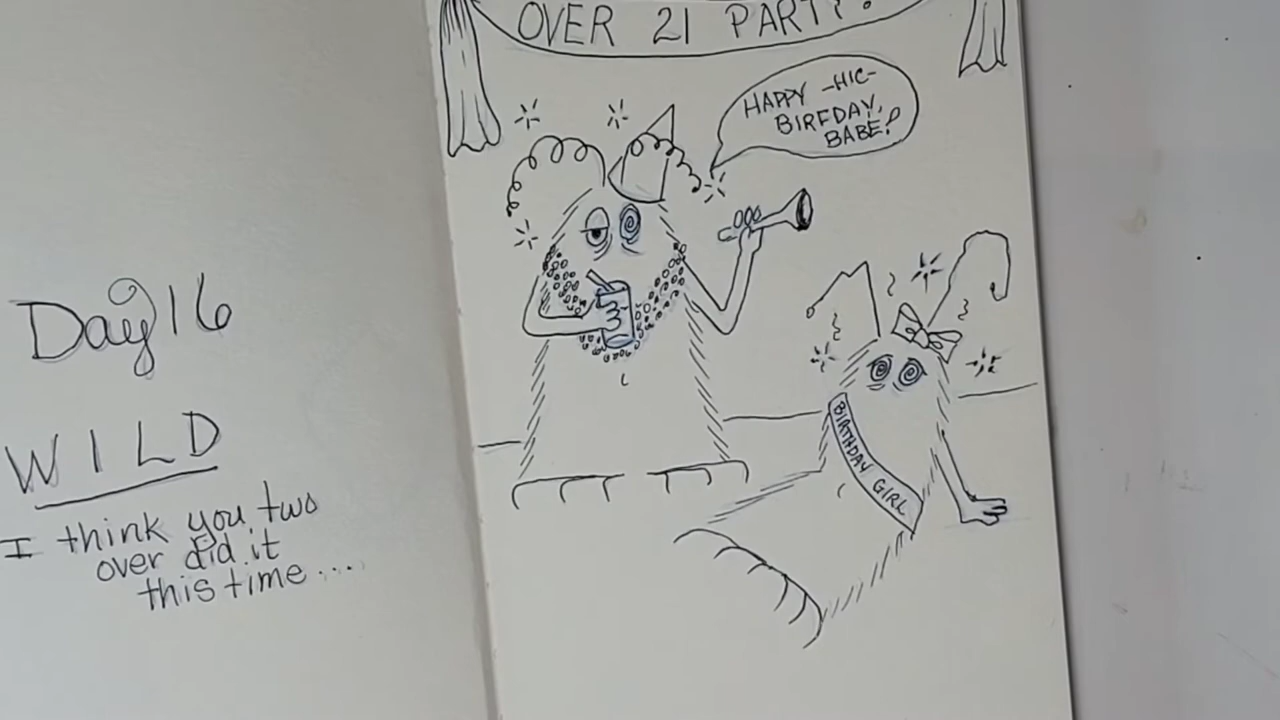 Day 16
WILD
I think you two
over did it
this time...
OVER 21 PARTY!
HAPPY -HIC-
BIRFDAY,
BABE!
BIRTHDAY GIRL